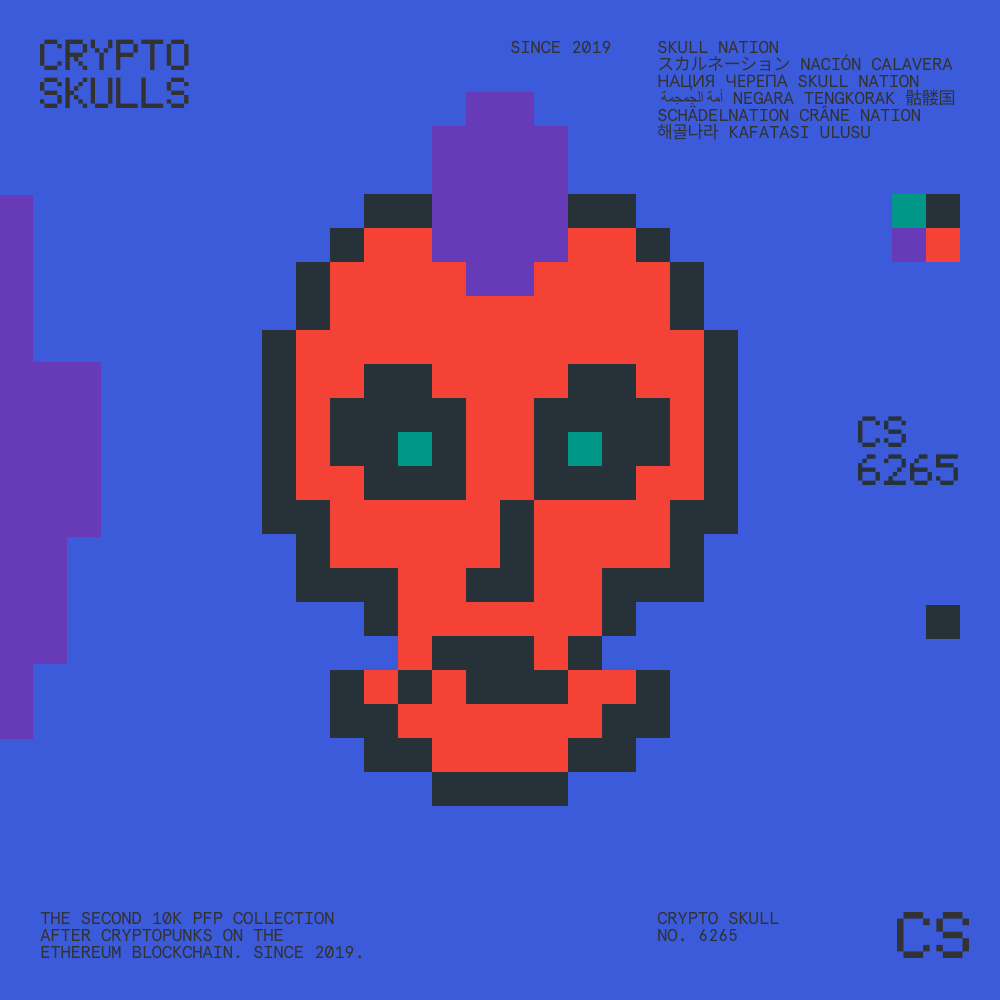 CRYPTO
SKULLS
SINCE 2019
SKULL NATION
スカルネーション NACIÓN CALAVERA
НАЦИЯ ЧЕРЕПА SKULL NATION
أمة الجمجمة NEGARA TENGKORAK 骷髅国
SCHÄDELNATION CRÂNE NATION
해골나라 KAFATASI ULUSU
CS
6265
THE SECOND 10K PFP COLLECTION
AFTER CRYPTOPUNKS ON THE
ETHEREUM BLOCKCHAIN. SINCE 2019.
CRYPTO SKULL
NO. 6265
CS